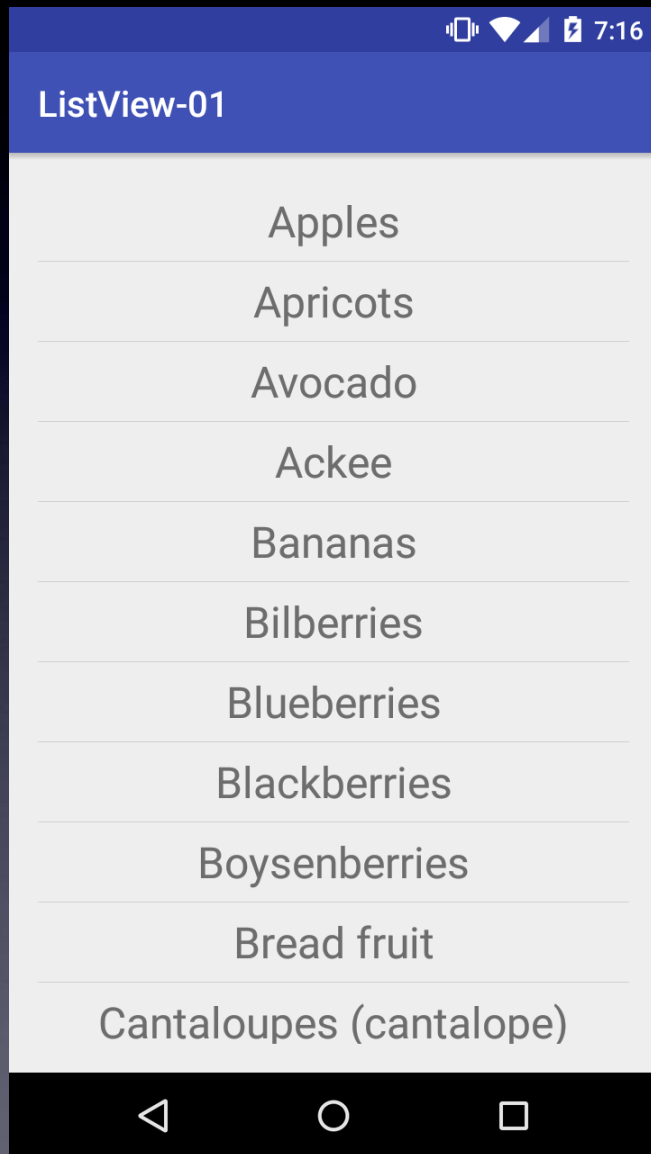 7:16
ListView-01
Apples
Apricots
Avocado
Ackee
Bananas
Bilberries
Blueberries
Blackberries
Boysenberries
Bread fruit
Cantaloupes (cantalope)